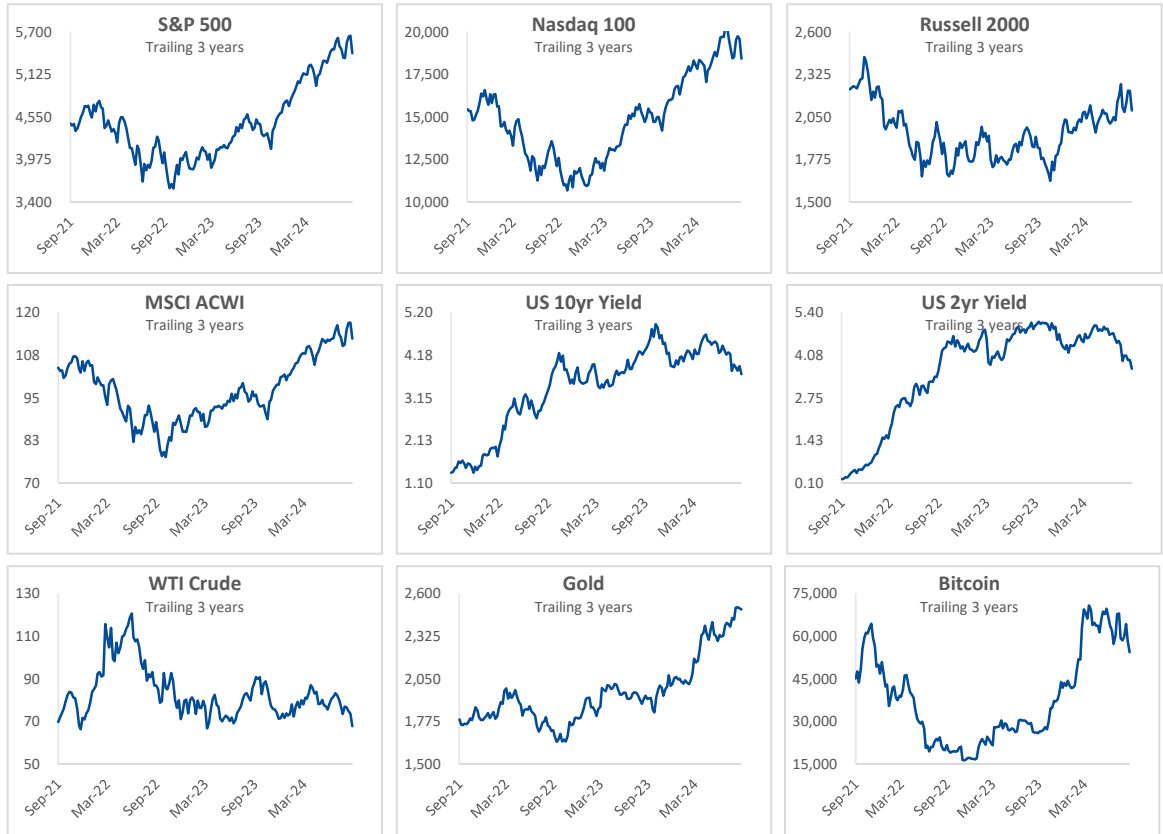 S&P 500
Trailing 3 years
5,700
5,125
4,550
3,975
3,400
Sep-21
Mar-22
Sep-22
Mar-23
Sep-23
Mar-24
Nasdaq 100
Trailing 3 years
20,000
17,500
15,000
12,500
10,000
Sep-21
Mar-22
Sep-22
Mar-23
Sep-23
Mar-24
Russell 2000
Trailing 3 years
2,600
2,325
2,050
1,775
1,500
Sep-21
Mar-22
Sep-22
Mar-23
Sep-23
Mar-24
MSCI ACWI
Trailing 3 years
120
108
95
83
70
Sep-21
Mar-22
Sep-22
Mar-23
Sep-23
Mar-24
US 10yr Yield
Trailing 3 years
5.20
4.18
3.15
2.13
1.10
Sep-21
Mar-22
Sep-22
Mar-23
Sep-23
Mar-24
US 2yr Yield
Trailing 3 years
5.40
4.08
2.75
1.43
0.10
Sep-21
Mar-22
Sep-22
Mar-23
Sep-23
Mar-24
WTI Crude
Trailing 3 years
130
110
90
70
50
Sep-21
Mar-22
Sep-22
Mar-23
Sep-23
Mar-24
Gold
Trailing 3 years
2,600
2,325
2,050
1,775
1,500
Sep-21
Mar-22
Sep-22
Mar-23
Sep-23
Mar-24
Bitcoin
Trailing 3 years
75,000
60,000
45,000
30,000
15,000
Sep-21
Mar-22
Sep-22
Mar-23
Sep-23
Mar-24